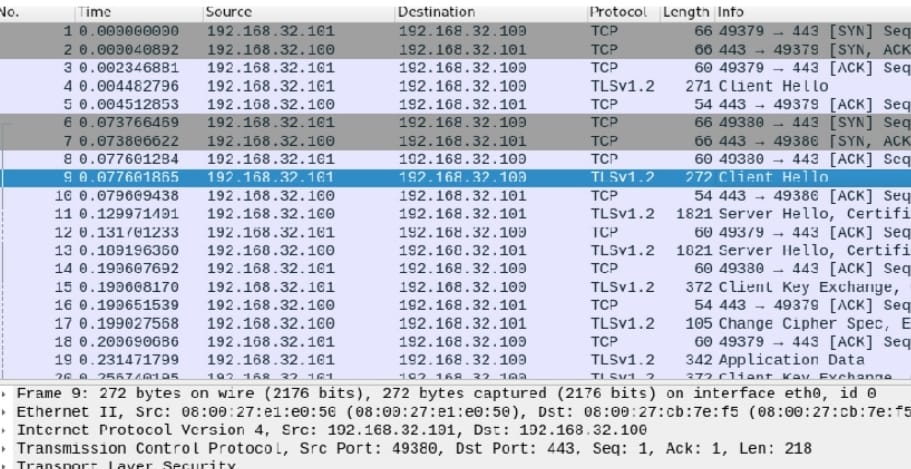 No. Time Source Destination Protocol Length Info
1 0.000000000 192.168.32.101 192.168.32.100 TCP 66 49379 → 443 [SYN] Seq
2 0.000040892 192.168.32.100 192.168.32.101 TCP 66 443 → 49379 [SYN, ACK
3 0.002346881 192.168.32.101 192.168.32.100 TCP 60 49379 → 443 [ACK] Seq
4 0.004482796 192.168.32.101 192.168.32.100 TLSv1.2 271 Client Hello
5 0.004512853 192.168.32.100 192.168.32.101 TCP 54 443 → 49379 [ACK] Seq
6 0.073766469 192.168.32.101 192.168.32.100 TCP 66 49380 → 443 [SYN] Seq
7 0.073806622 192.168.32.100 192.168.32.101 TCP 66 443 → 49380 [SYN, ACK
8 0.077601284 192.168.32.101 192.168.32.100 TCP 60 49380 → 443 [ACK] Seq
9 0.077601865 192.168.32.101 192.168.32.100 TLSv1.2 272 Client Hello
10 0.079609438 192.168.32.100 192.168.32.101 TCP 54 443 → 49380 [ACK] Seq
11 0.129971401 192.168.32.100 192.168.32.101 TLSv1.2 1821 Server Hello, Certifi
12 0.131701233 192.168.32.101 192.168.32.100 TCP 60 49379 → 443 [ACK] Seq
13 0.189196360 192.168.32.100 192.168.32.101 TLSv1.2 1821 Server Hello, Certifi
14 0.190607692 192.168.32.101 192.168.32.100 TCP 60 49380 → 443 [ACK] Seq
15 0.190608170 192.168.32.101 192.168.32.100 TLSv1.2 372 Client Key Exchange,
16 0.190651539 192.168.32.100 192.168.32.101 TCP 54 443 → 49379 [ACK] Seq
17 0.199027568 192.168.32.100 192.168.32.101 TLSv1.2 105 Change Cipher Spec, E
18 0.200690686 192.168.32.101 192.168.32.100 TCP 60 49379 → 443 [ACK] Seq
19 0.231471799 192.168.32.101 192.168.32.100 TLSv1.2 342 Application Data
20 0.256740195 192.168.32.101 192.168.32.100 TLSv1.2 372 Client Key Exchange
Frame 9: 272 bytes on wire (2176 bits), 272 bytes captured (2176 bits) on interface eth0, id 0
Ethernet II, Src: 08:00:27:e1:e0:50 (08:00:27:e1:e0:50), Dst: 08:00:27:cb:7e:f5 (08:00:27:cb:7e:f5
Internet Protocol Version 4, Src: 192.168.32.101, Dst: 192.168.32.100
Transmission Control Protocol, Src Port: 49380, Dst Port: 443, Seq: 1, Ack: 1, Len: 218
Transport Layer Security